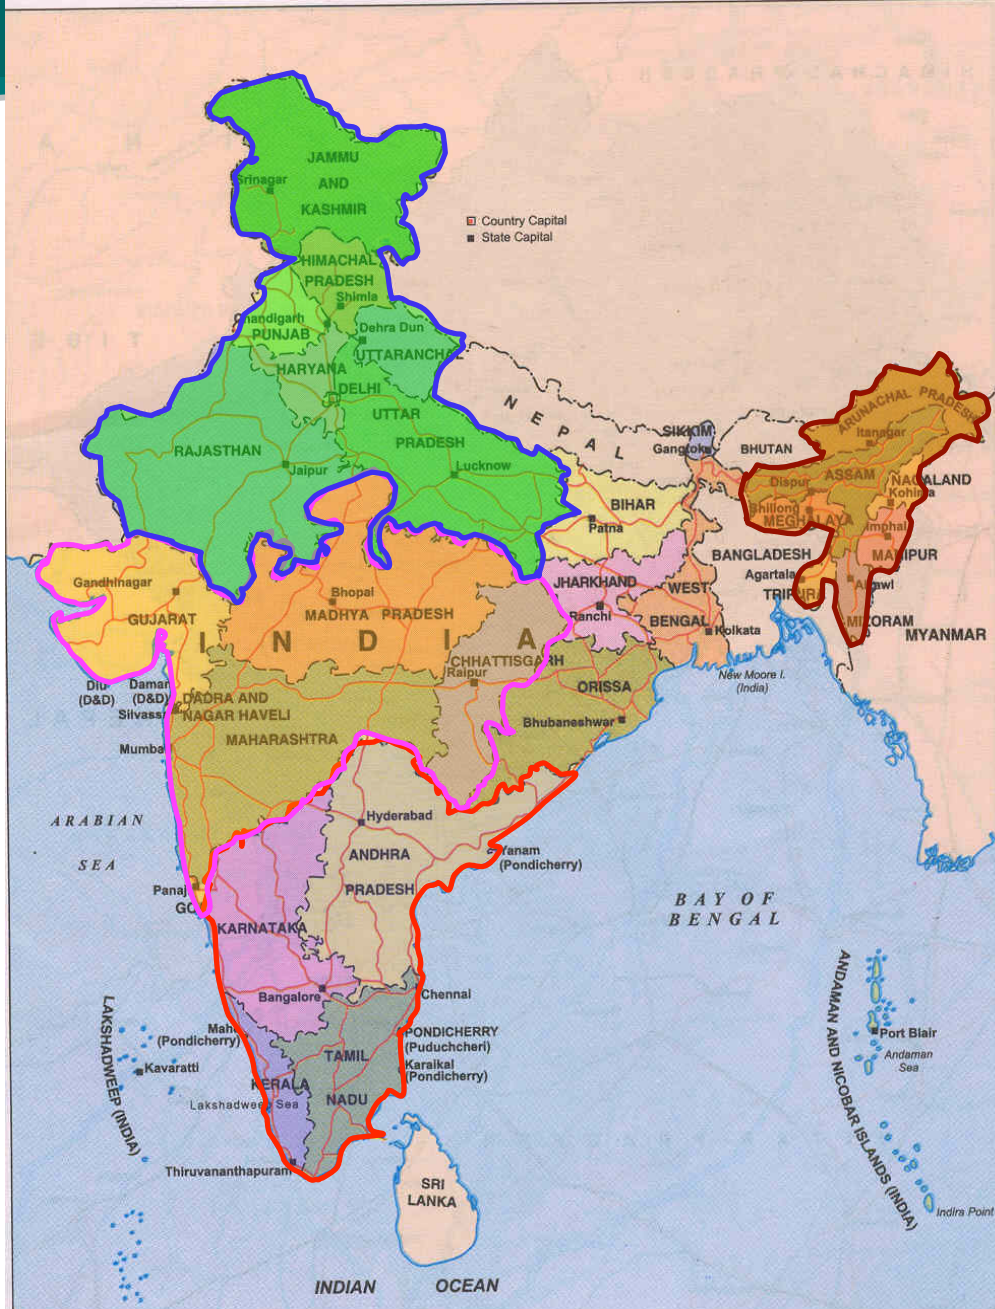 JAMMU
AND
KASHMIR
Srinagar
Country Capital
State Capital
HIMACHAL
PRADESH
Shimla
Chandigarh
PUNJAB
Dehra Dun
UTTARANCHAL
HARYANA
DELHI
UTTAR
PRADESH
RAJASTHAN
Jaipur
Lucknow
NEPAL
SIKKIM
Gangtok
BHUTAN
ARUNACHAL PRADESH
Itanagar
ASSAM
Dispur
NAGALAND
Kohima
Shillong
MEGHALAYA
Imphal
MANIPUR
BIHAR
Patna
BANGLADESH
Agartala
TRIPURA
MIZORAM
MYANMAR
JHARKHAND
Ranchi
WEST
BENGAL
Kolkata
Gandhinagar
GUJARAT
Bhopal
MADHYA PRADESH
INDIA
CHHATTISGARH
Raipur
ORISSA
Bhubaneshwar
New Moore I.
(India)
Diu
(D&D)
Daman
(D&D)
Silvassa
DADRA AND
NAGAR HAVELI
Mumbai
MAHARASHTRA
ARABIAN
SEA
Hyderabad
ANDHRA
PRADESH
Yanam
(Pondicherry)
Panaji
GOA
KARNATAKA
BAY OF
BENGAL
Bangalore
Chennai
Mahe
(Pondicherry)
PONDICHERRY
(Puduchcheri)
Karaikal
(Pondicherry)
TAMIL
NADU
KERALA
Lakshadweep Sea
LAKSHADWEEP (INDIA)
Kavaratti
Thiruvananthapuram
ANDAMAN AND NICOBAR ISLANDS (INDIA)
Port Blair
Andaman
Sea
Indira Point
SRI
LANKA
INDIAN OCEAN